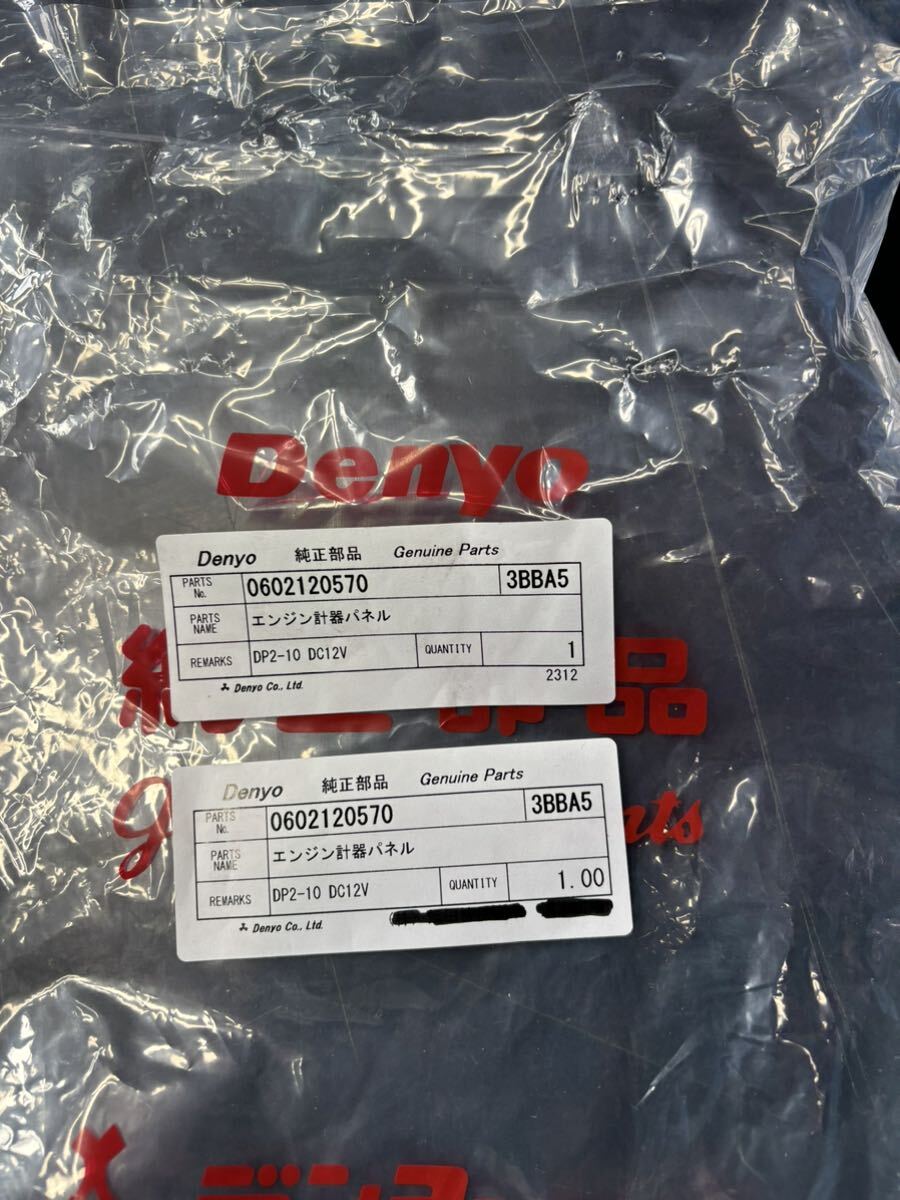 Denyo
Denyo 純正部品 Genuine Parts
PARTS No. 0602120570 3BBA5
PARTS NAME エンジン計器パネル
REMARKS DP2-10 DC12V QUANTITY 1
2312
Denyo Co., Ltd.
品
Denyo 純正部品 Genuine Parts
PARTS No. 0602120570 3BBA5
PARTS NAME エンジン計器パネル
REMARKS DP2-10 DC12V QUANTITY 1.00
Denyo Co., Ltd.